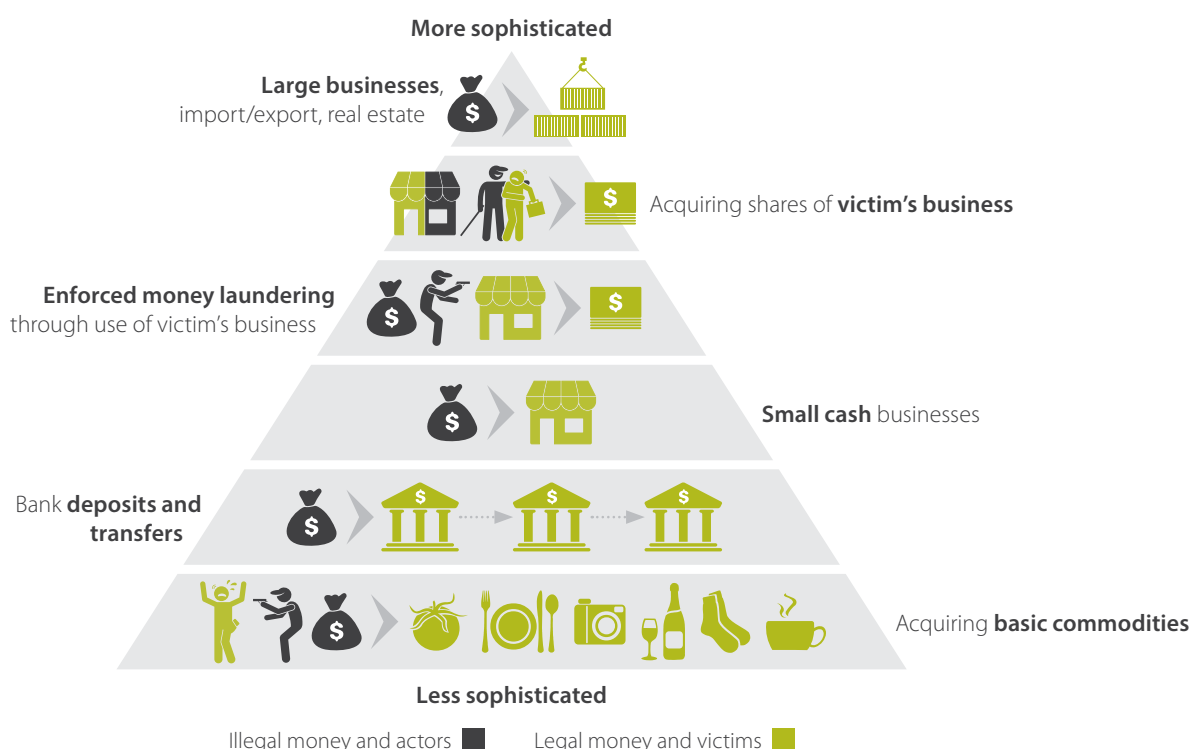 More sophisticated
Large businesses,
import/export, real estate
$
$
Acquiring shares of victim's business
Enforced money laundering
through use of victim's business
$
$
$
Small cash businesses
Bank deposits and
transfers
$
$
$
$
$
Acquiring basic commodities
Less sophisticated
Illegal money and actors
Legal money and victims